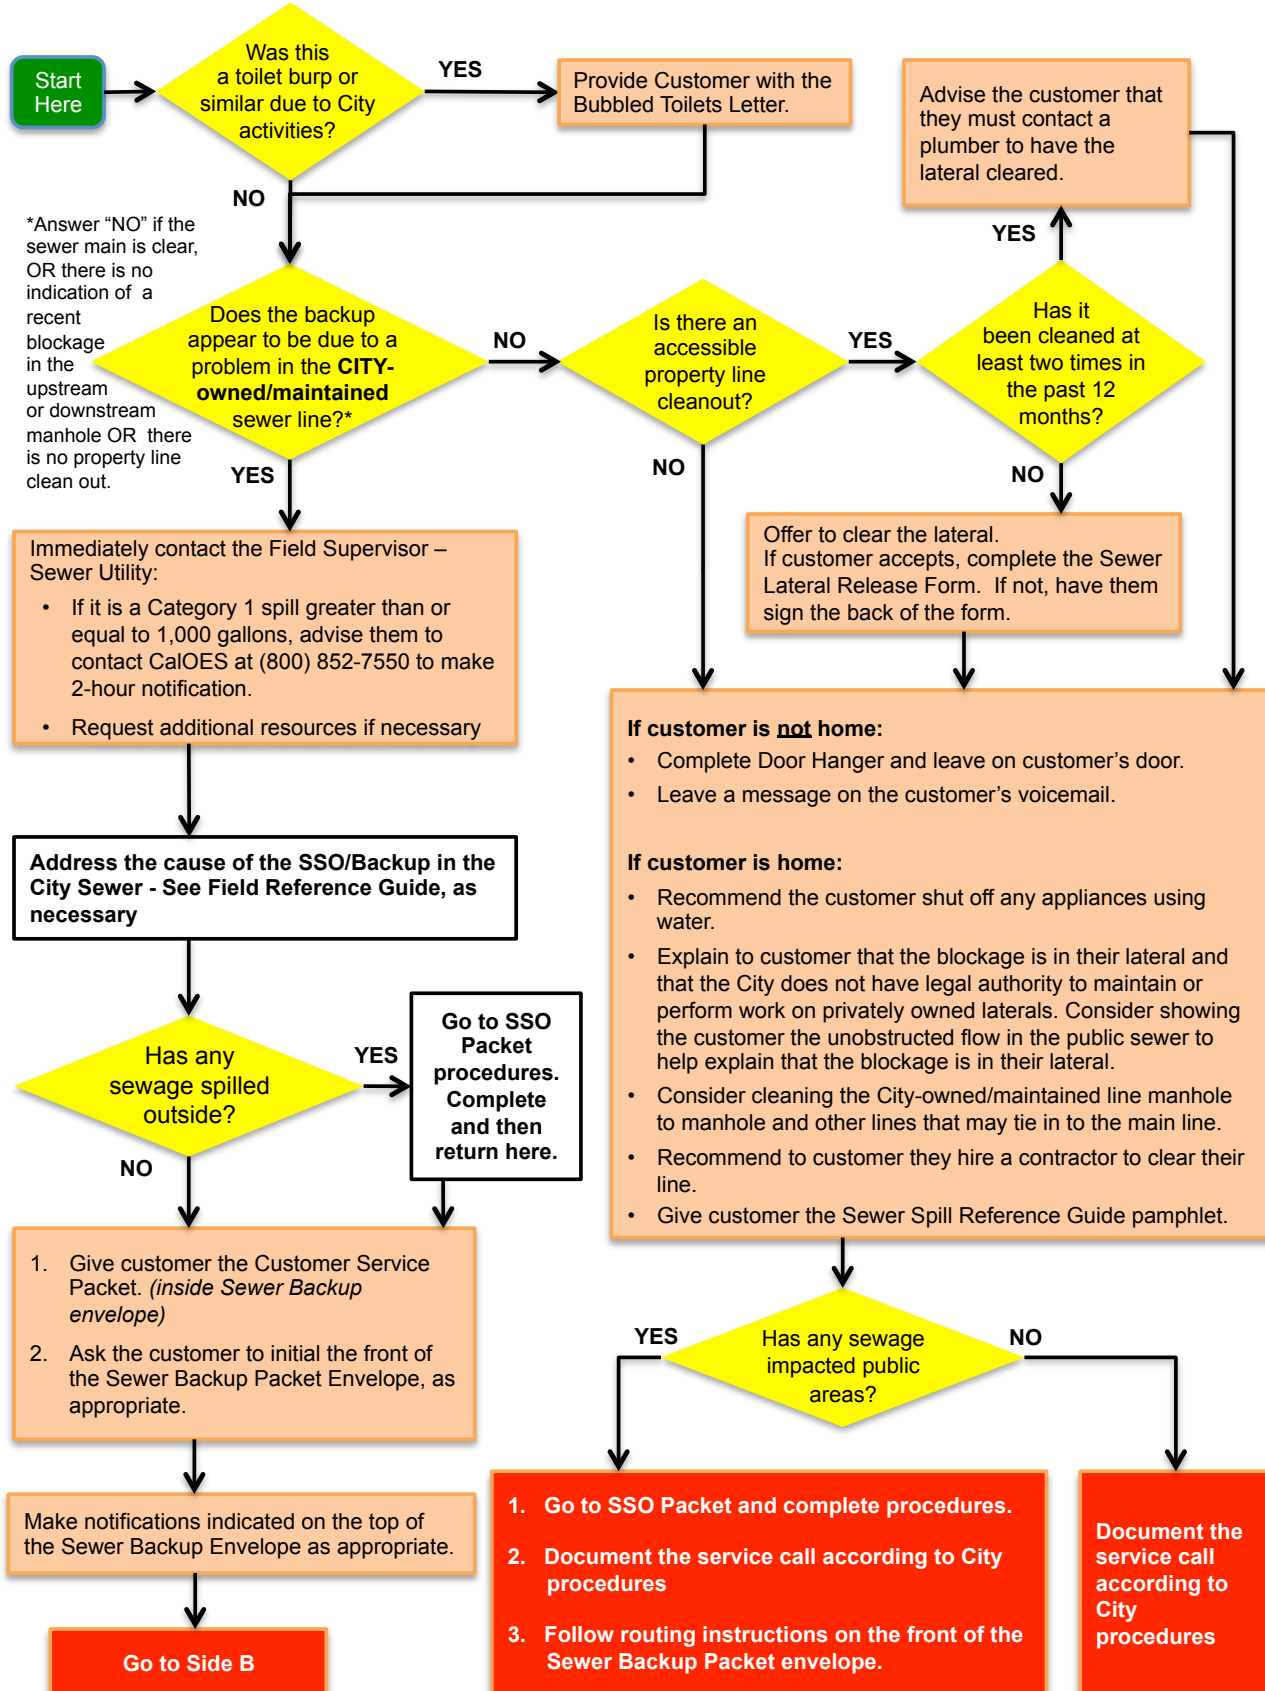 Start
Here
Was this
a toilet burp or
similar due to City
activities?
YES
Provide Customer with the
Bubbled Toilets Letter.
NO
Advise the customer that
they must contact a
plumber to have the
lateral cleared.
YES
*Answer “NO” if the
sewer main is clear,
OR there is no
indication of a
recent
blockage
in the
upstream
or downstream
manhole OR there
is no property line
clean out.
Does the backup
appear to be due to a
problem in the CITY-
owned/maintained
sewer line?*
NO
Is there an
accessible
property line
cleanout?
YES
Has it
been cleaned at
least two times in
the past 12
months?
YES
NO
NO
Immediately contact the Field Supervisor –
Sewer Utility:
• If it is a Category 1 spill greater than or
equal to 1,000 gallons, advise them to
contact CalOES at (800) 852-7550 to make
2-hour notification.
• Request additional resources if necessary
Offer to clear the lateral.
If customer accepts, complete the Sewer
Lateral Release Form. If not, have them
sign the back of the form.
Address the cause of the SSO/Backup in the
City Sewer - See Field Reference Guide, as
necessary
Has any
sewage spilled
outside?
YES
Go to SSO
Packet
procedures.
Complete
and then
return here.
NO
1. Give customer the Customer Service
Packet. (inside Sewer Backup
envelope)
2. Ask the customer to initial the front of
the Sewer Backup Packet Envelope, as
appropriate.
Make notifications indicated on the top of
the Sewer Backup Envelope as appropriate.
Go to Side B
If customer is not home:
• Complete Door Hanger and leave on customer’s door.
• Leave a message on the customer’s voicemail.
If customer is home:
• Recommend the customer shut off any appliances using
water.
• Explain to customer that the blockage is in their lateral and
that the City does not have legal authority to maintain or
perform work on privately owned laterals. Consider showing
the customer the unobstructed flow in the public sewer to
help explain that the blockage is in their lateral.
• Consider cleaning the City-owned/maintained line manhole
to manhole and other lines that may tie in to the main line.
• Recommend to customer they hire a contractor to clear their
line.
• Give customer the Sewer Spill Reference Guide pamphlet.
YES
Has any sewage
impacted public
areas?
NO
1. Go to SSO Packet and complete procedures.
2. Document the service call according to City
procedures
3. Follow routing instructions on the front of the
Sewer Backup Packet envelope.
Document the
service call
according to
City
procedures